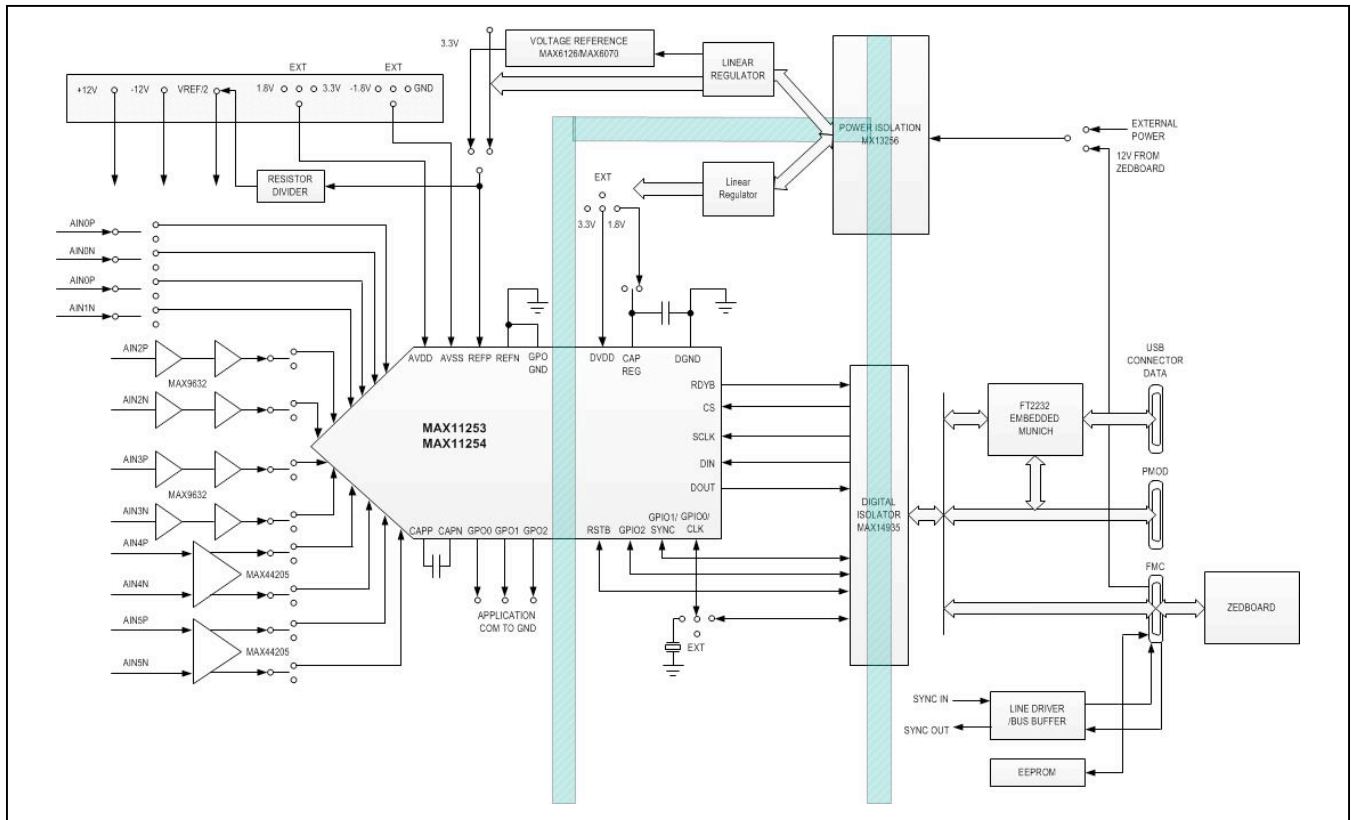 3.3V
VOLTAGE REFERENCE
MAX6126/MAX6070
LINEAR
REGULATOR
EXT
EXT
+12V
-12V
VREF/2
1.8V
3.3V
-1.8V
GND
POWER ISOLATION
MX13256
EXTERNAL
POWER
12V FROM
ZEDBOARD
RESISTOR
DIVIDER
EXT
3.3V
1.8V
Linear
Regulator
AIN0P
AIN0N
AIN0P
AIN1N
AIN2P
MAX9632
AIN2N
AIN3P
MAX9632
AIN3N
AIN4P
MAX44205
AIN4N
AIN5P
MAX44205
AIN5N
AVDD
AVSS
REFP
REFN
GPO
GND
DVDD
CAP
REG
DGND
MAX11253
MAX11254
RDYB
CS
SCLK
DIN
DOUT
CAPP
CAPN
GPO0
GPO1
GPO2
RSTB
GPIO2
GPIO1/
SYNC
GPIO0/
CLK
APPLICATION
COM TO GND
EXT
DIGITAL
ISOLATOR
MAX14935
FT2232
EMBEDDED
MUNICH
USB
CONNECTOR
DATA
PMOD
FMC
ZEDBOARD
SYNC IN
SYNC OUT
LINE DRIVER
/BUS BUFFER
EEPROM